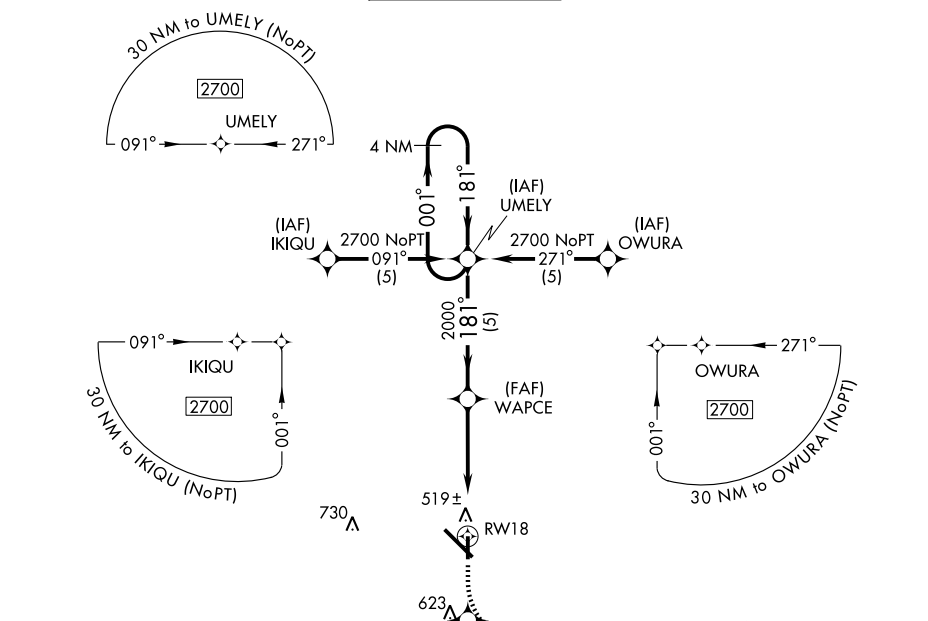 30 NM to UMELY (NoPT)
2700
UMELY
091°
271°
4 NM
001°
181°
(IAF)
UMELY
(IAF)
IKIQU
2700 NoPT
091°
(5)
2700 NoPT
271°
(5)
(IAF)
OWURA
2000
181°
(5)
091°
IKIQU
2700
001°
30 NM to IKIQU (NoPT)
271°
OWURA
2700
001°
30 NM to OWURA (NoPT)
(FAF)
WAPCE
519±
730
RW18
623